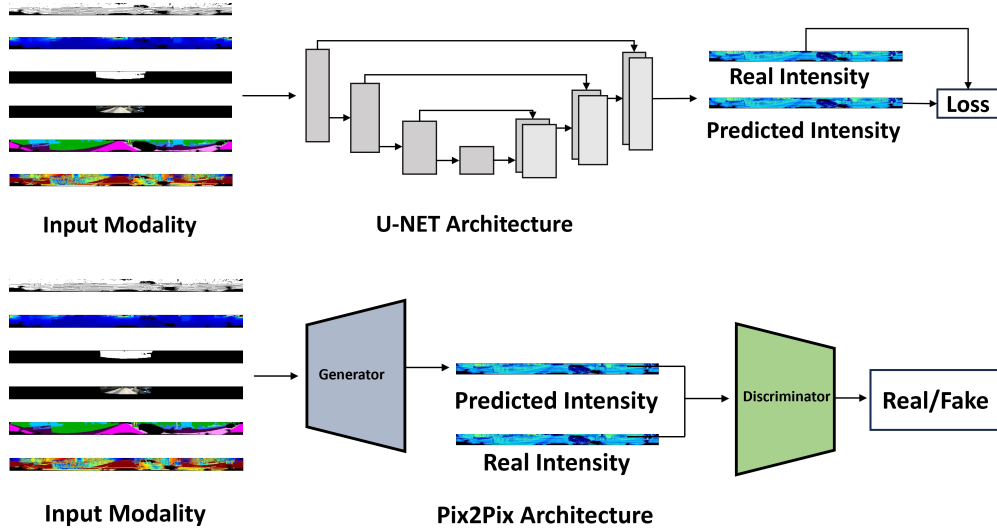 Real Intensity
Loss
Predicted Intensity
Input Modality
U-NET Architecture
Generator
Predicted Intensity
Discriminator
Real/Fake
Real Intensity
Input Modality
Pix2Pix Architecture